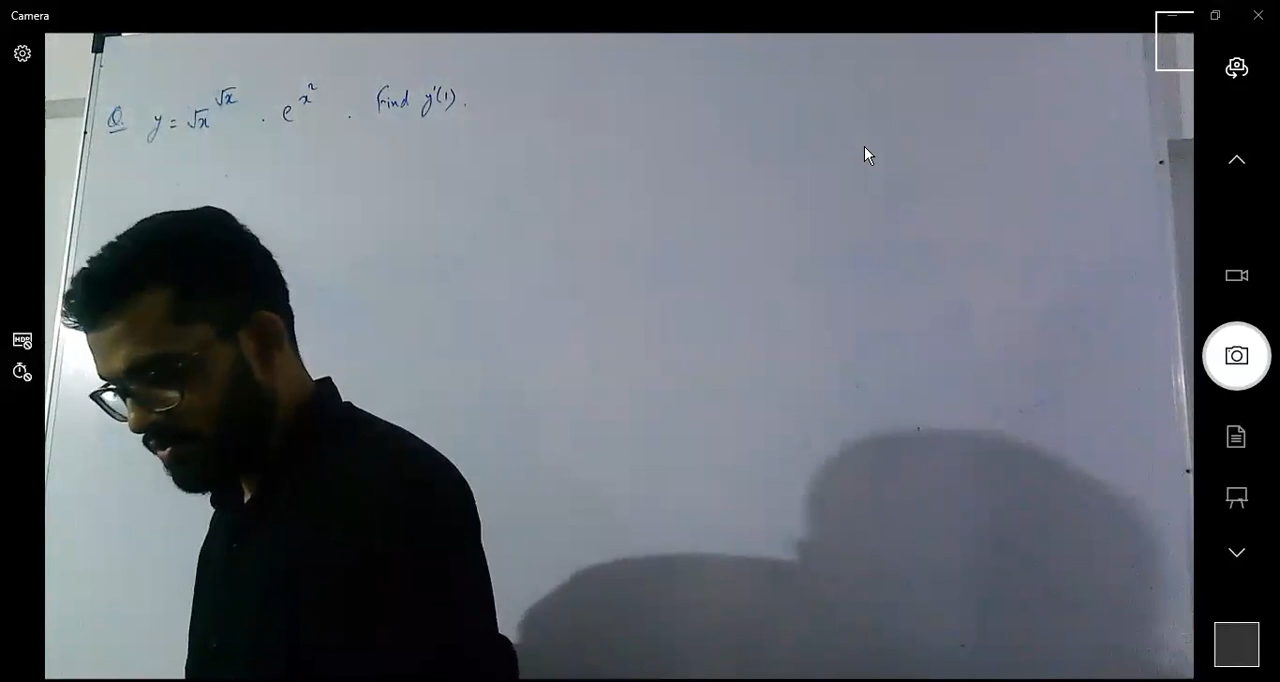 Camera
Q. y = √x^√x . e^x² . Find y'(1).